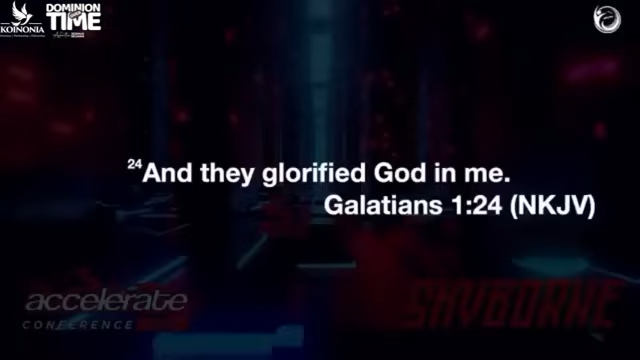 DOMINION
TIME
KOINONIA
²⁴And they glorified God in me.
Galatians 1:24 (NKJV)
accelerate
CONFERENCE
SKYBORNE